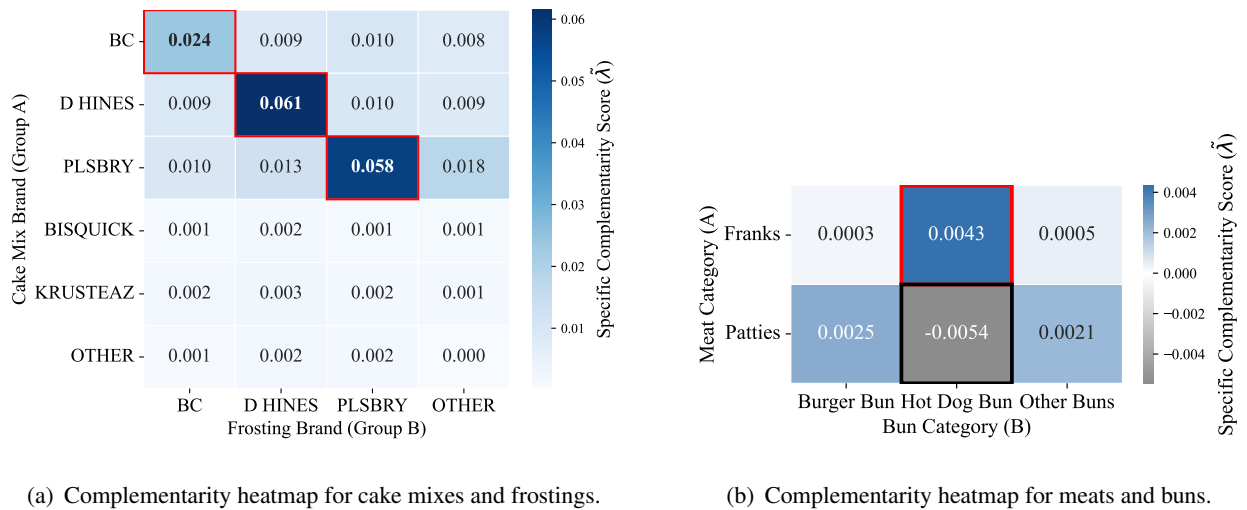 BC 0.024 0.009 0.010 0.008
D HINES 0.009 0.061 0.010 0.009
PLSBRY 0.010 0.013 0.058 0.018
BISQUICK 0.001 0.002 0.001 0.001
KRUSTEAZ 0.002 0.003 0.002 0.001
OTHER 0.001 0.002 0.002 0.000
BC D HINES PLSBRY OTHER
Frosting Brand (Group B)
Cake Mix Brand (Group A)
0.06
0.05
0.04
0.03
0.02
0.01
Specific Complementarity Score (λ̃)
(a) Complementarity heatmap for cake mixes and frostings.
Franks 0.0003 0.0043 0.0005
Patties 0.0025 -0.0054 0.0021
Burger Bun Hot Dog Bun Other Buns
Bun Category (B)
Meat Category (A)
0.004
0.002
0.000
−0.002
−0.004
Specific Complementarity Score (λ̃)
(b) Complementarity heatmap for meats and buns.